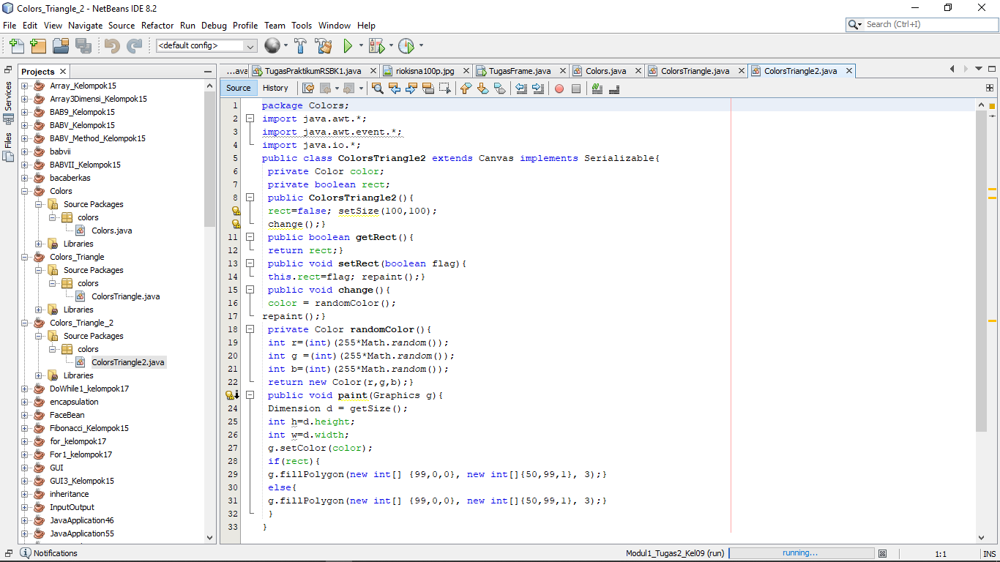 Colors_Triangle_2 - NetBeans IDE 8.2
File Edit View Navigate Source Refactor Run Debug Profile Team Tools Window Help
Search (Ctrl+I)
<default config>
Services
Files
Projects
Array_Kelompok15
Array3Dimensi_Kelompok15
BAB9_Kelompok15
BABV_Kelompok15
BABV_Method_Kelompok15
babvii
BABVII_Kelompok15
bacaberkas
Colors
Source Packages
colors
Colors.java
Libraries
Colors_Triangle
Source Packages
colors
ColorsTriangle.java
Libraries
Colors_Triangle_2
Source Packages
colors
ColorsTriangle2.java
Libraries
DoWhile1_kelompok17
encapsulation
FaceBean
Fibonacci_Kelompok15
for_kelompok17
For1_kelompok17
GUI
GUI3_Kelompok15
inheritance
InputOutput
JavaApplication46
JavaApplication55
...ava TugasPraktikumRSBK1.java riokisna100p.jpg TugasFrame.java Colors.java ColorsTriangle.java ColorsTriangle2.java
Source History
1 package Colors;
2 import java.awt.*;
3 import java.awt.event.*;
4 import java.io.*;
5 public class ColorsTriangle2 extends Canvas implements Serializable{
6 private Color color;
7 private boolean rect;
8 public ColorsTriangle2(){
rect=false; setSize(100,100);
change();}
11 public boolean getRect(){
12 return rect;}
13 public void setRect(boolean flag){
14 this.rect=flag; repaint();}
15 public void change(){
16 color = randomColor();
17 repaint();}
18 private Color randomColor(){
19 int r=(int)(255*Math.random());
20 int g =(int)(255*Math.random());
21 int b=(int)(255*Math.random());
22 return new Color(r,g,b);}
public void paint(Graphics g){
24 Dimension d = getSize();
25 int h=d.height;
26 int w=d.width;
27 g.setColor(color);
28 if(rect){
29 g.fillPolygon(new int[] {99,0,0}, new int[]{50,99,1}, 3);}
30 else{
31 g.fillPolygon(new int[] {99,0,0}, new int[]{50,99,1}, 3);}
32 }
33 }
Notifications
Modul1_Tugas2_Kel09 (run) running... 1:1 INS